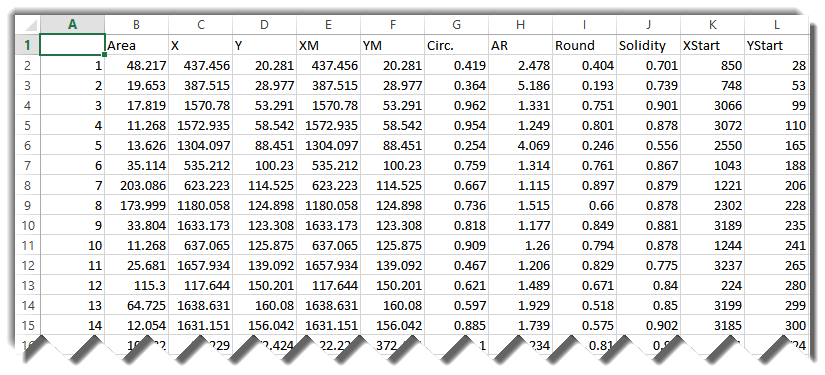 A B C D E F G H I J K L
1 Area X Y XM YM Circ. AR Round Solidity XStart YStart
2 1 48.217 437.456 20.281 437.456 20.281 0.419 2.478 0.404 0.701 850 28
3 2 19.653 387.515 28.977 387.515 28.977 0.364 5.186 0.193 0.739 748 53
4 3 17.819 1570.78 53.291 1570.78 53.291 0.962 1.331 0.751 0.901 3066 99
5 4 11.268 1572.935 58.542 1572.935 58.542 0.954 1.249 0.801 0.878 3072 110
6 5 13.626 1304.097 88.451 1304.097 88.451 0.254 4.069 0.246 0.556 2550 165
7 6 35.114 535.212 100.23 535.212 100.23 0.759 1.314 0.761 0.867 1043 188
8 7 203.086 623.223 114.525 623.223 114.525 0.667 1.115 0.897 0.879 1221 206
9 8 173.999 1180.058 124.898 1180.058 124.898 0.736 1.515 0.66 0.878 2302 228
10 9 33.804 1633.173 123.308 1633.173 123.308 0.818 1.177 0.849 0.881 3189 235
11 10 11.268 637.065 125.875 637.065 125.875 0.909 1.26 0.794 0.878 1244 241
12 11 25.681 1657.934 139.092 1657.934 139.092 0.467 1.206 0.829 0.775 3237 265
13 12 115.3 117.644 150.201 117.644 150.201 0.621 1.489 0.671 0.84 224 280
14 13 64.725 1638.631 160.08 1638.631 160.08 0.597 1.929 0.518 0.85 3199 299
15 14 12.054 1631.151 156.042 1631.151 156.042 0.885 1.739 0.575 0.902 3185 300